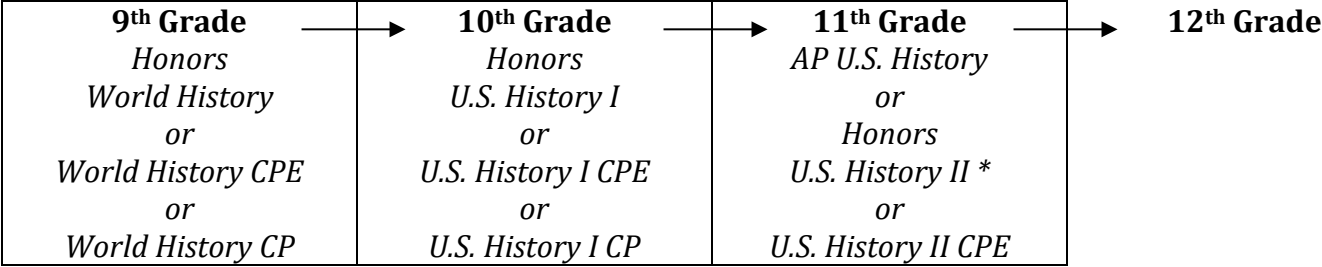 9th Grade
Honors
World History
or
World History CPE
or
World History CP
10th Grade
Honors
U.S. History I
or
U.S. History I CPE
or
U.S. History I CP
11th Grade
AP U.S. History
or
Honors
U.S. History II *
or
U.S. History II CPE
12th Grade